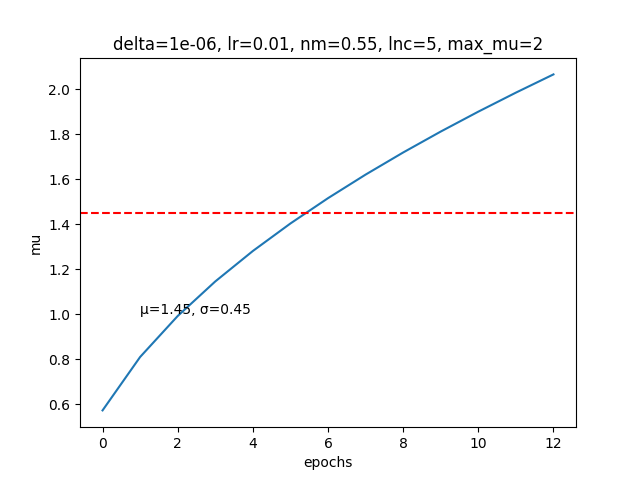 delta=1e-06, lr=0.01, nm=0.55, lnc=5, max_mu=2
mu
2.0
1.8
1.6
1.4
1.2
1.0
0.8
0.6
μ=1.45, σ=0.45
0 2 4 6 8 10 12
epochs